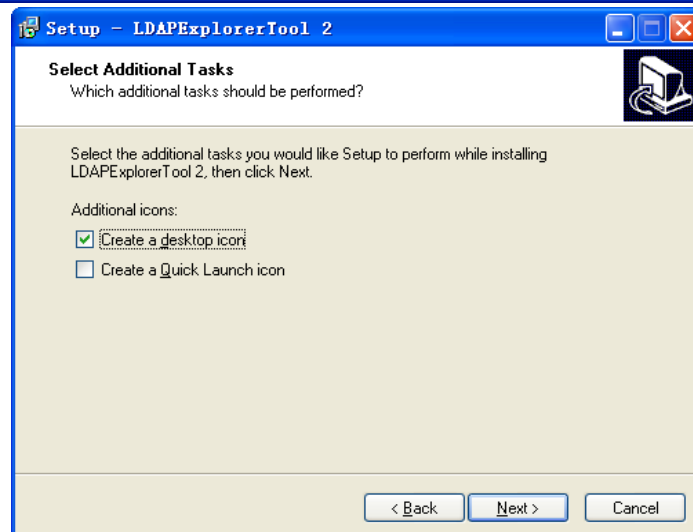 Setup - LDAPExplorerTool 2
Select Additional Tasks
Which additional tasks should be performed?
Select the additional tasks you would like Setup to perform while installing
LDAPExplorerTool 2, then click Next.
Additional icons:
Create a desktop icon
Create a Quick Launch icon
< Back
Next >
Cancel